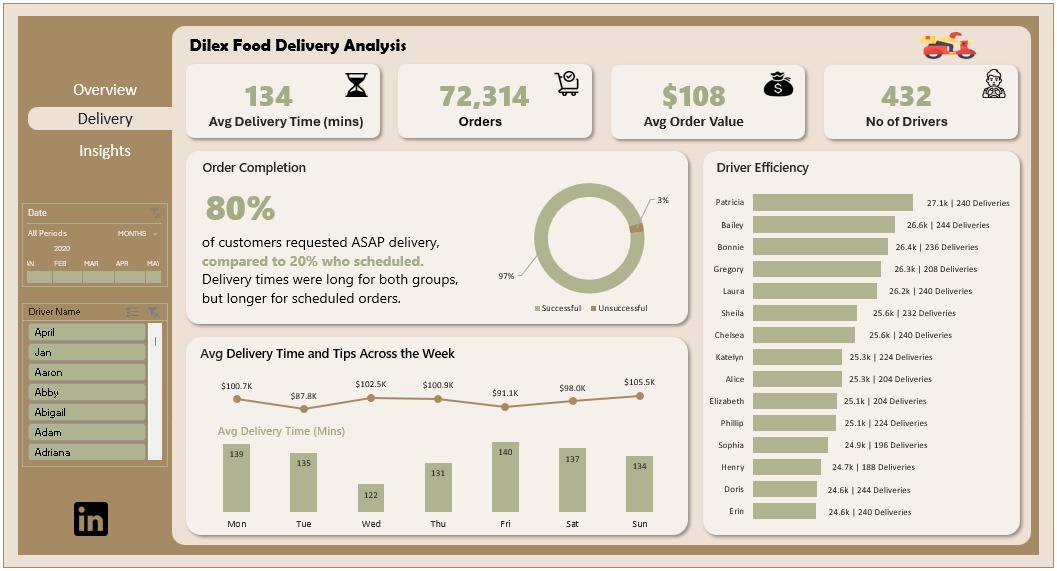 Dilex Food Delivery Analysis
Overview
Delivery
Insights
134
Avg Delivery Time (mins)
72,314
Orders
$
$108
Avg Order Value
432
No of Drivers
Date
All Periods MONTHS
2020
FEB MAR APR
Driver Name
April
Jan
Aaron
Abby
Abigail
Adam
Adriana
in
Order Completion
80%
of customers requested ASAP delivery,
compared to 20% who scheduled.
Delivery times were long for both groups,
but longer for scheduled orders.
3%
97%
Successful Unsuccessful
Avg Delivery Time and Tips Across the Week
$100.7K $87.8K $102.5K $100.9K $91.1K $98.0K $105.5K
Avg Delivery Time (Mins)
139 135 122 131 140 137 134
Mon Tue Wed Thu Fri Sat Sun
Driver Efficiency
Patricia 27.1k | 240 Deliveries
Bailey 26.6k | 244 Deliveries
Bonnie 26.4k | 236 Deliveries
Gregory 26.3k | 208 Deliveries
Laura 26.2k | 240 Deliveries
Sheila 25.6k | 232 Deliveries
Chelsea 25.6k | 240 Deliveries
Katelyn 25.3k | 224 Deliveries
Alice 25.3k | 204 Deliveries
Elizabeth 25.1k | 204 Deliveries
Phillip 25.1k | 224 Deliveries
Sophia 24.9k | 196 Deliveries
Henry 24.7k | 188 Deliveries
Doris 24.6k | 244 Deliveries
Erin 24.6k | 240 Deliveries